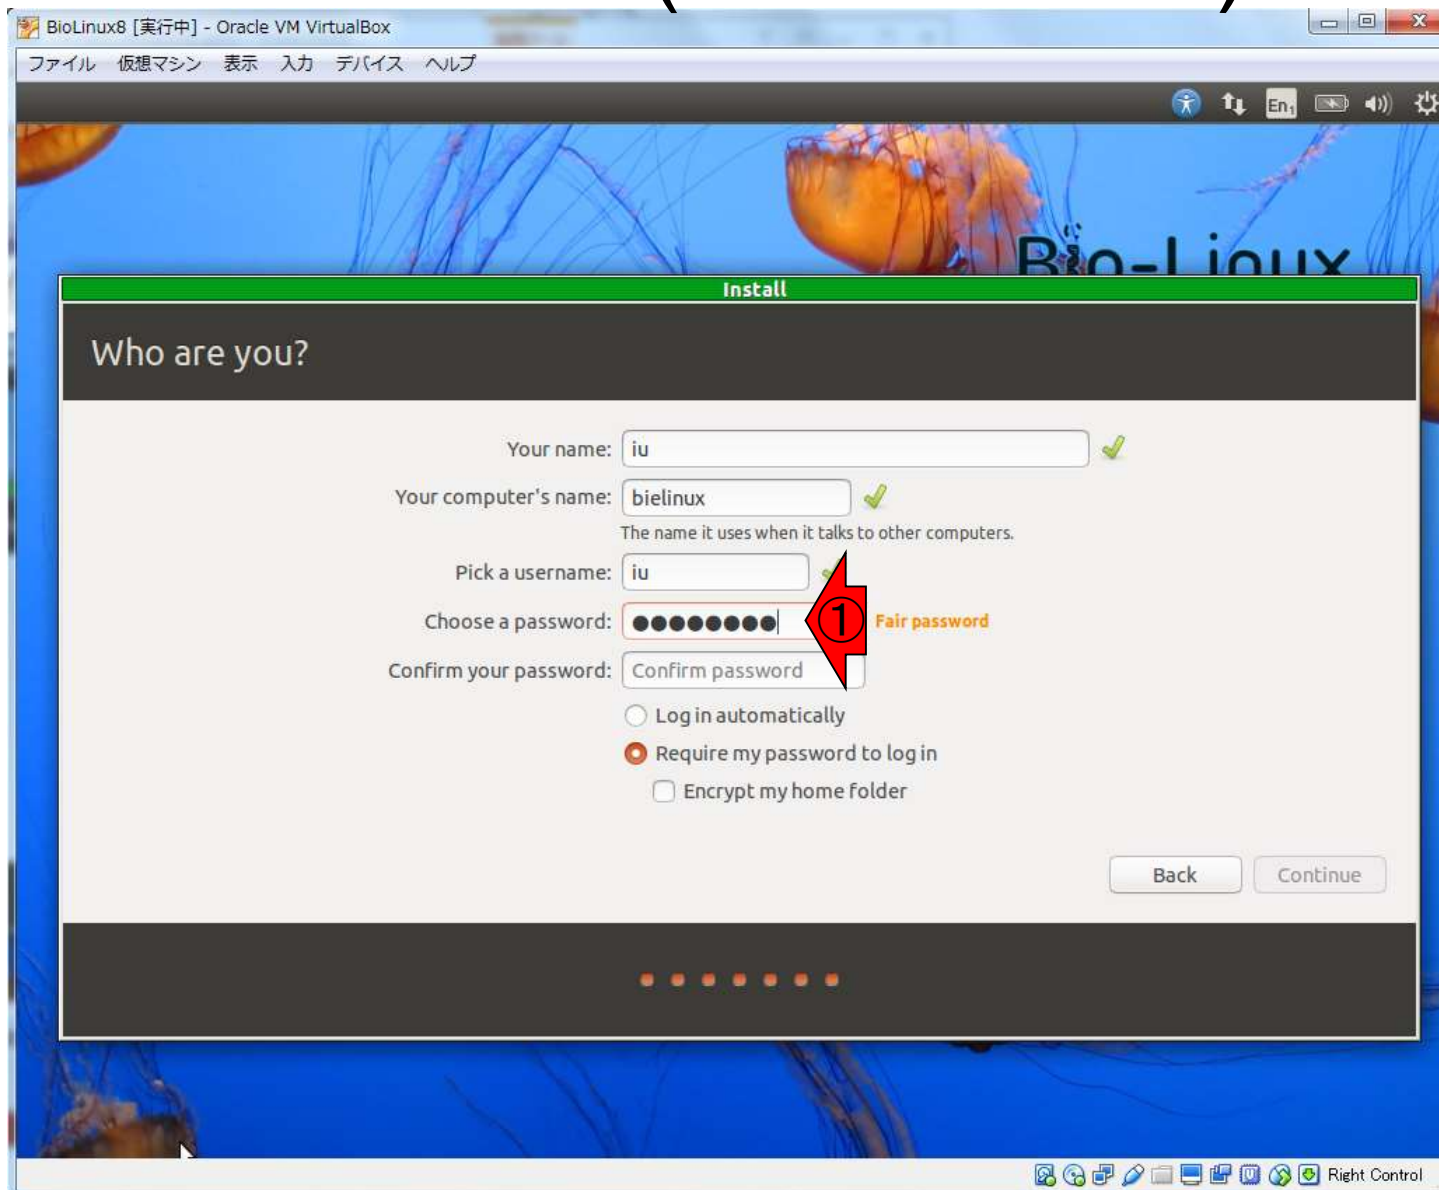 BioLinux8 [実行中] - Oracle VM VirtualBox
ファイル 仮想マシン 表示 入力 デバイス ヘルプ
En1
Bio-Linux
Install
Who are you?
Your name: iu
Your computer's name: bielinux
The name it uses when it talks to other computers.
Pick a username: iu
Choose a password: ●●●●●●●● ① Fair password
Confirm your password: Confirm password
Log in automatically
Require my password to log in
Encrypt my home folder
Back Continue
Right Control